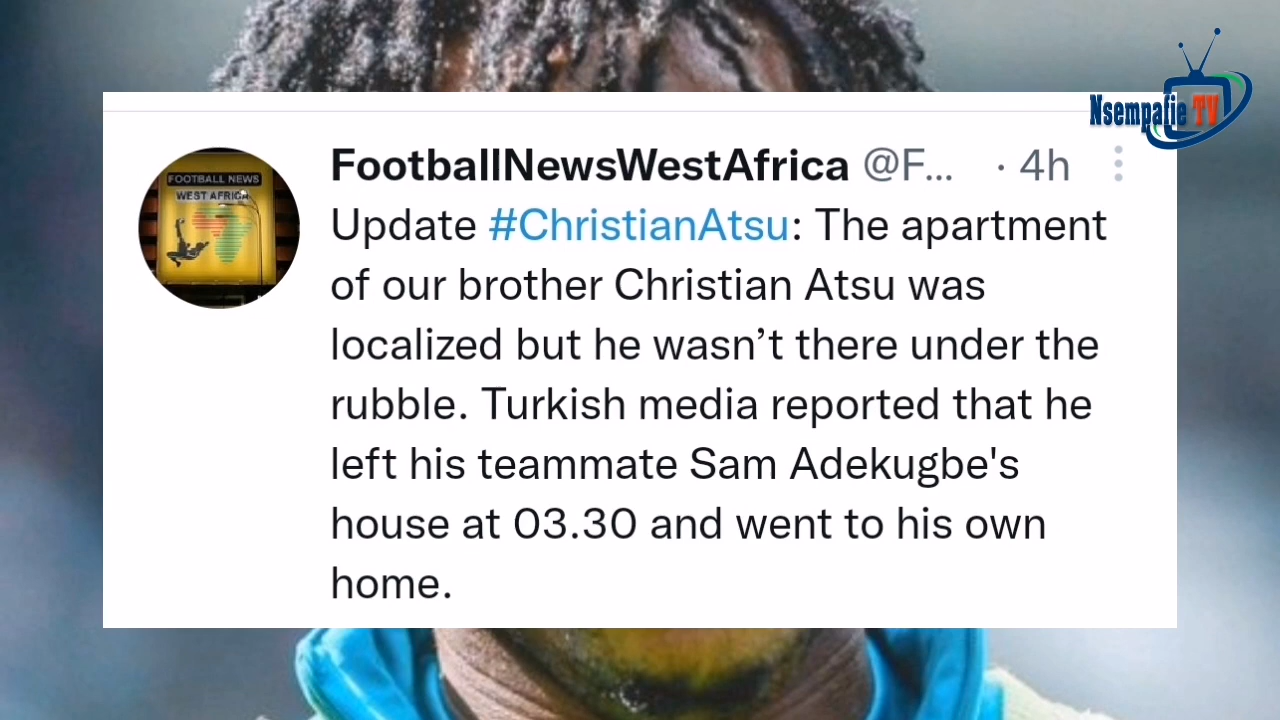 Nsempafie TV
FootballNewsWestAfrica @F... · 4h
FOOTBALL NEWS
WEST AFRICA
Update #ChristianAtsu: The apartment
of our brother Christian Atsu was
localized but he wasn’t there under the
rubble. Turkish media reported that he
left his teammate Sam Adekugbe's
house at 03.30 and went to his own
home.